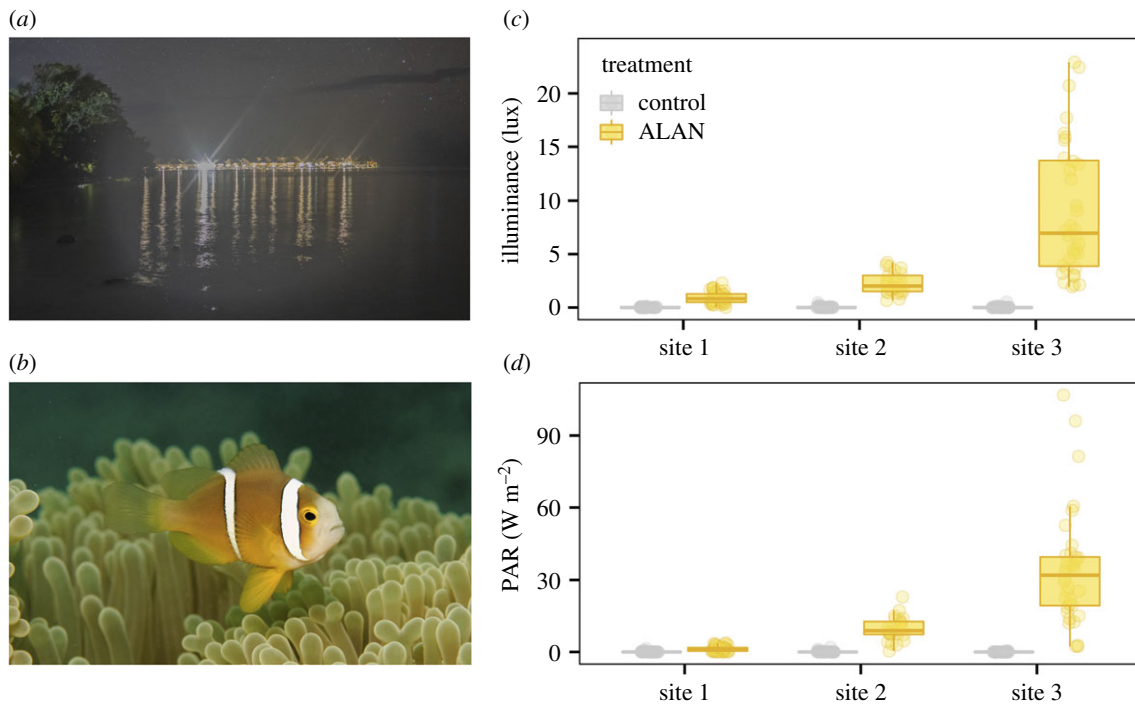 (a)
(b)
(c)
illuminance (lux)
20
15
10
5
0
treatment
control
ALAN
site 1
site 2
site 3
(d)
PAR (W m⁻²)
90
60
30
0
site 1
site 2
site 3